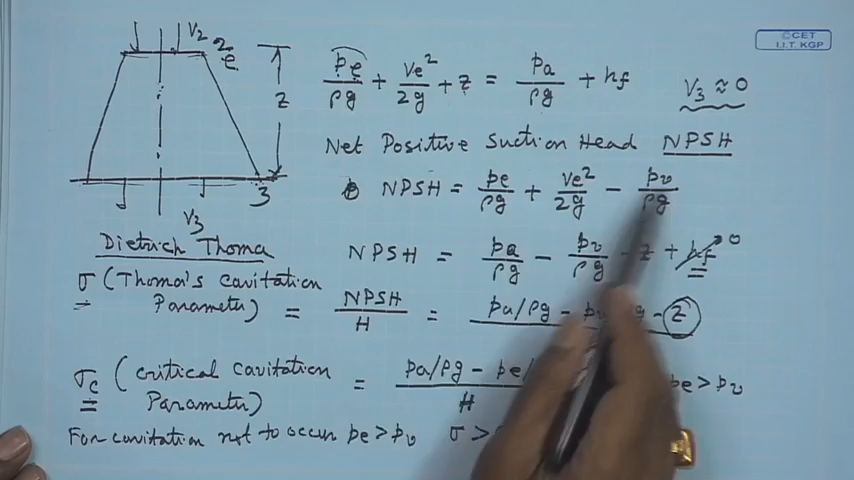 ©CET
I.I.T. KGP
V2
2
e
z
3
V3
pe/ρg + Ve²/2g + z = pa/ρg + hf
V3 ≈ 0
Net Positive Suction Head NPSH
NPSH = pe/ρg + Ve²/2g - pv/ρg
Dietrich Thoma
NPSH = pa/ρg - pv/ρg - z + hf 0
σ (Thoma's cavitation Parameter) = NPSH/H = pa/ρg - z
σc (critical cavitation Parameter) = pa/ρg - pe/ H pe > pv
For cavitation not to occur pe > pv σ >